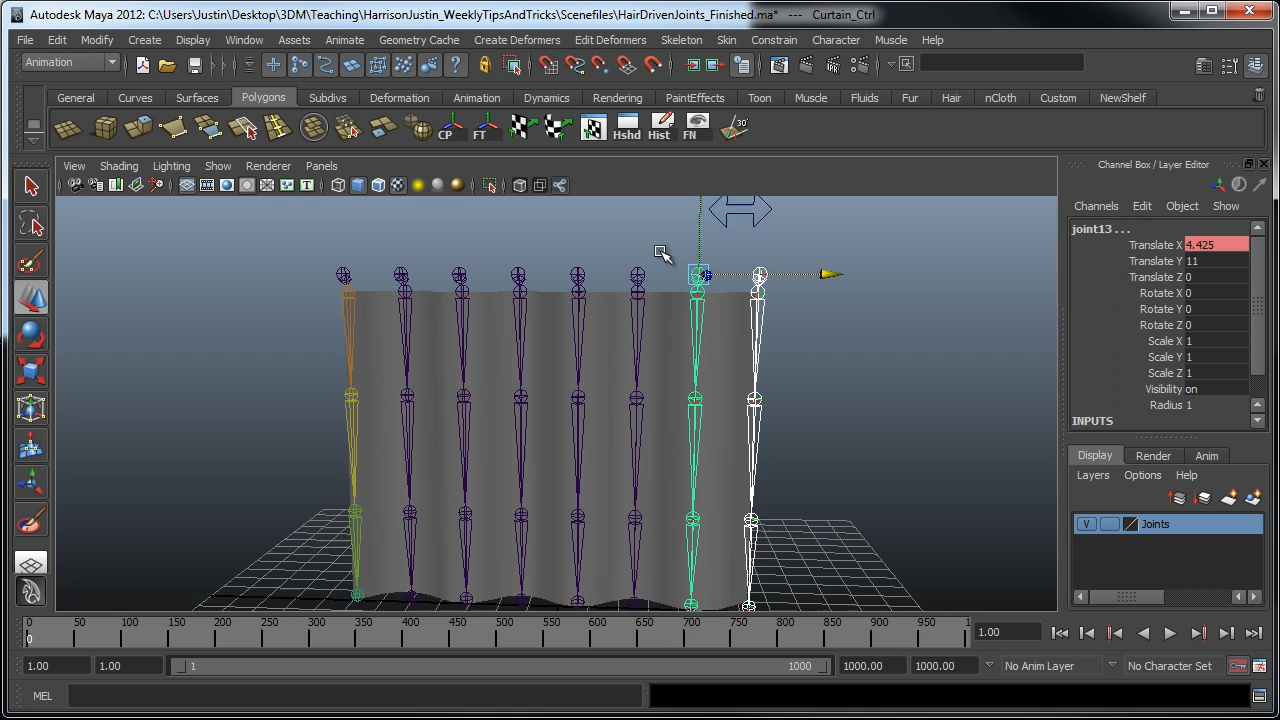 Autodesk Maya 2012: C:\Users\Justin\Desktop\3DM\Teaching\HarrisonJustin_WeeklyTipsAndTricks\Scenefiles\HairDrivenJoints_Finished.ma* --- Curtain_Ctrl
File Edit Modify Create Display Window Assets Animate Geometry Cache Create Deformers Edit Deformers Skeleton Skin Constrain Character Muscle Help
Animation
General Curves Surfaces Polygons Subdivs Deformation Animation Dynamics Rendering PaintEffects Toon Muscle Fluids Fur Hair nCloth Custom NewShelf
CP FT Hshd Hist FN 30
View Shading Lighting Show Renderer Panels
Channel Box / Layer Editor
Channels Edit Object Show
joint13...
Translate X 4.425
Translate Y 11
Translate Z 0
Rotate X 0
Rotate Y 0
Rotate Z 0
Scale X 1
Scale Y 1
Scale Z 1
Visibility on
Radius 1
INPUTS
Display Render Anim
Layers Options Help
V Joints
0 50 100 150 200 250 300 350 400 450 500 550 600 650 700 750 800 850 900 950 1
0
1.00
1.00 1.00 1 1000 1000.00 1000.00 No Anim Layer No Character Set
MEL